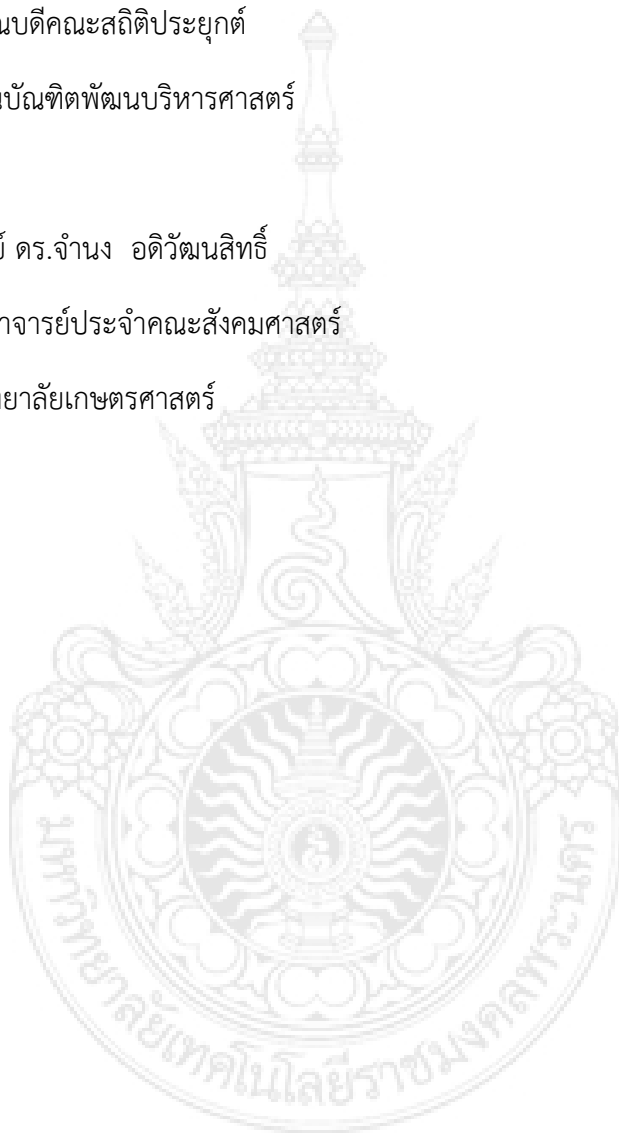 นบดีคณะสถิติประยุกต์
นบัณฑิตพัฒนบริหารศาสตร์
ย์ ดร.จำนง อดิวัฒนสิทธิ์
าจารย์ประจำคณะสังคมศาสตร์
ทยาลัยเกษตรศาสตร์
มหาวิทยาลัยเทคโนโลยีราชมงคลพระนคร